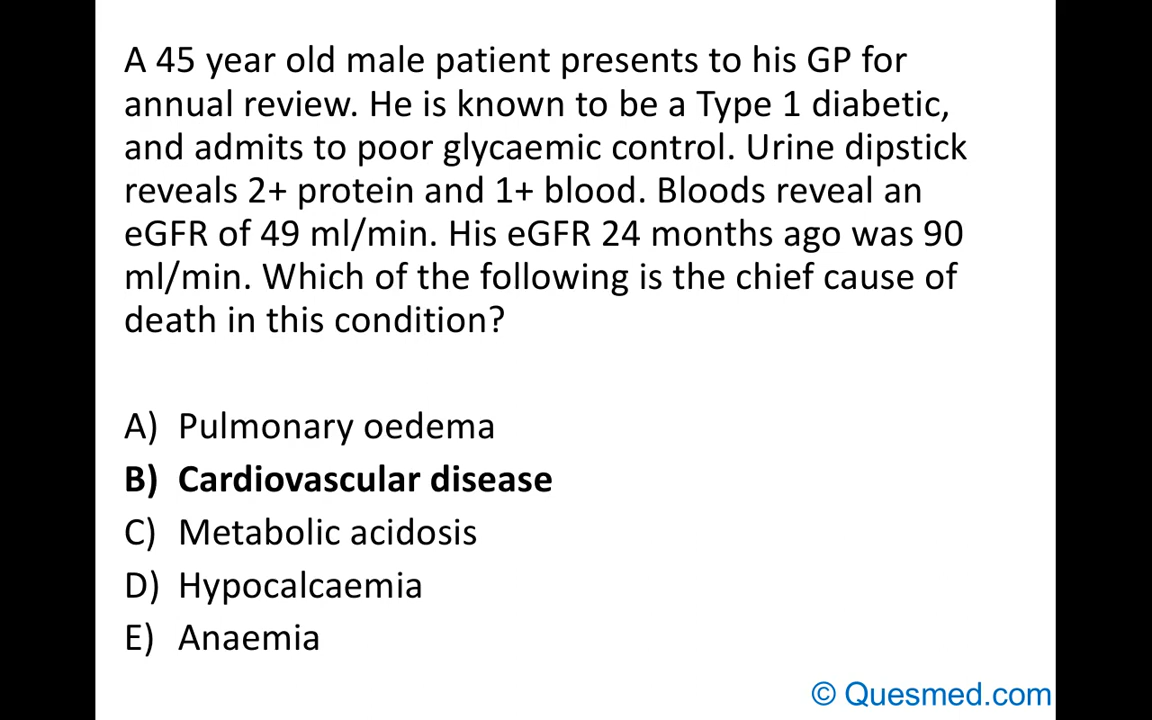 A 45 year old male patient presents to his GP for
annual review. He is known to be a Type 1 diabetic,
and admits to poor glycaemic control. Urine dipstick
reveals 2+ protein and 1+ blood. Bloods reveal an
eGFR of 49 ml/min. His eGFR 24 months ago was 90
ml/min. Which of the following is the chief cause of
death in this condition?
A) Pulmonary oedema
B) Cardiovascular disease
C) Metabolic acidosis
D) Hypocalcaemia
E) Anaemia
© Quesmed.com